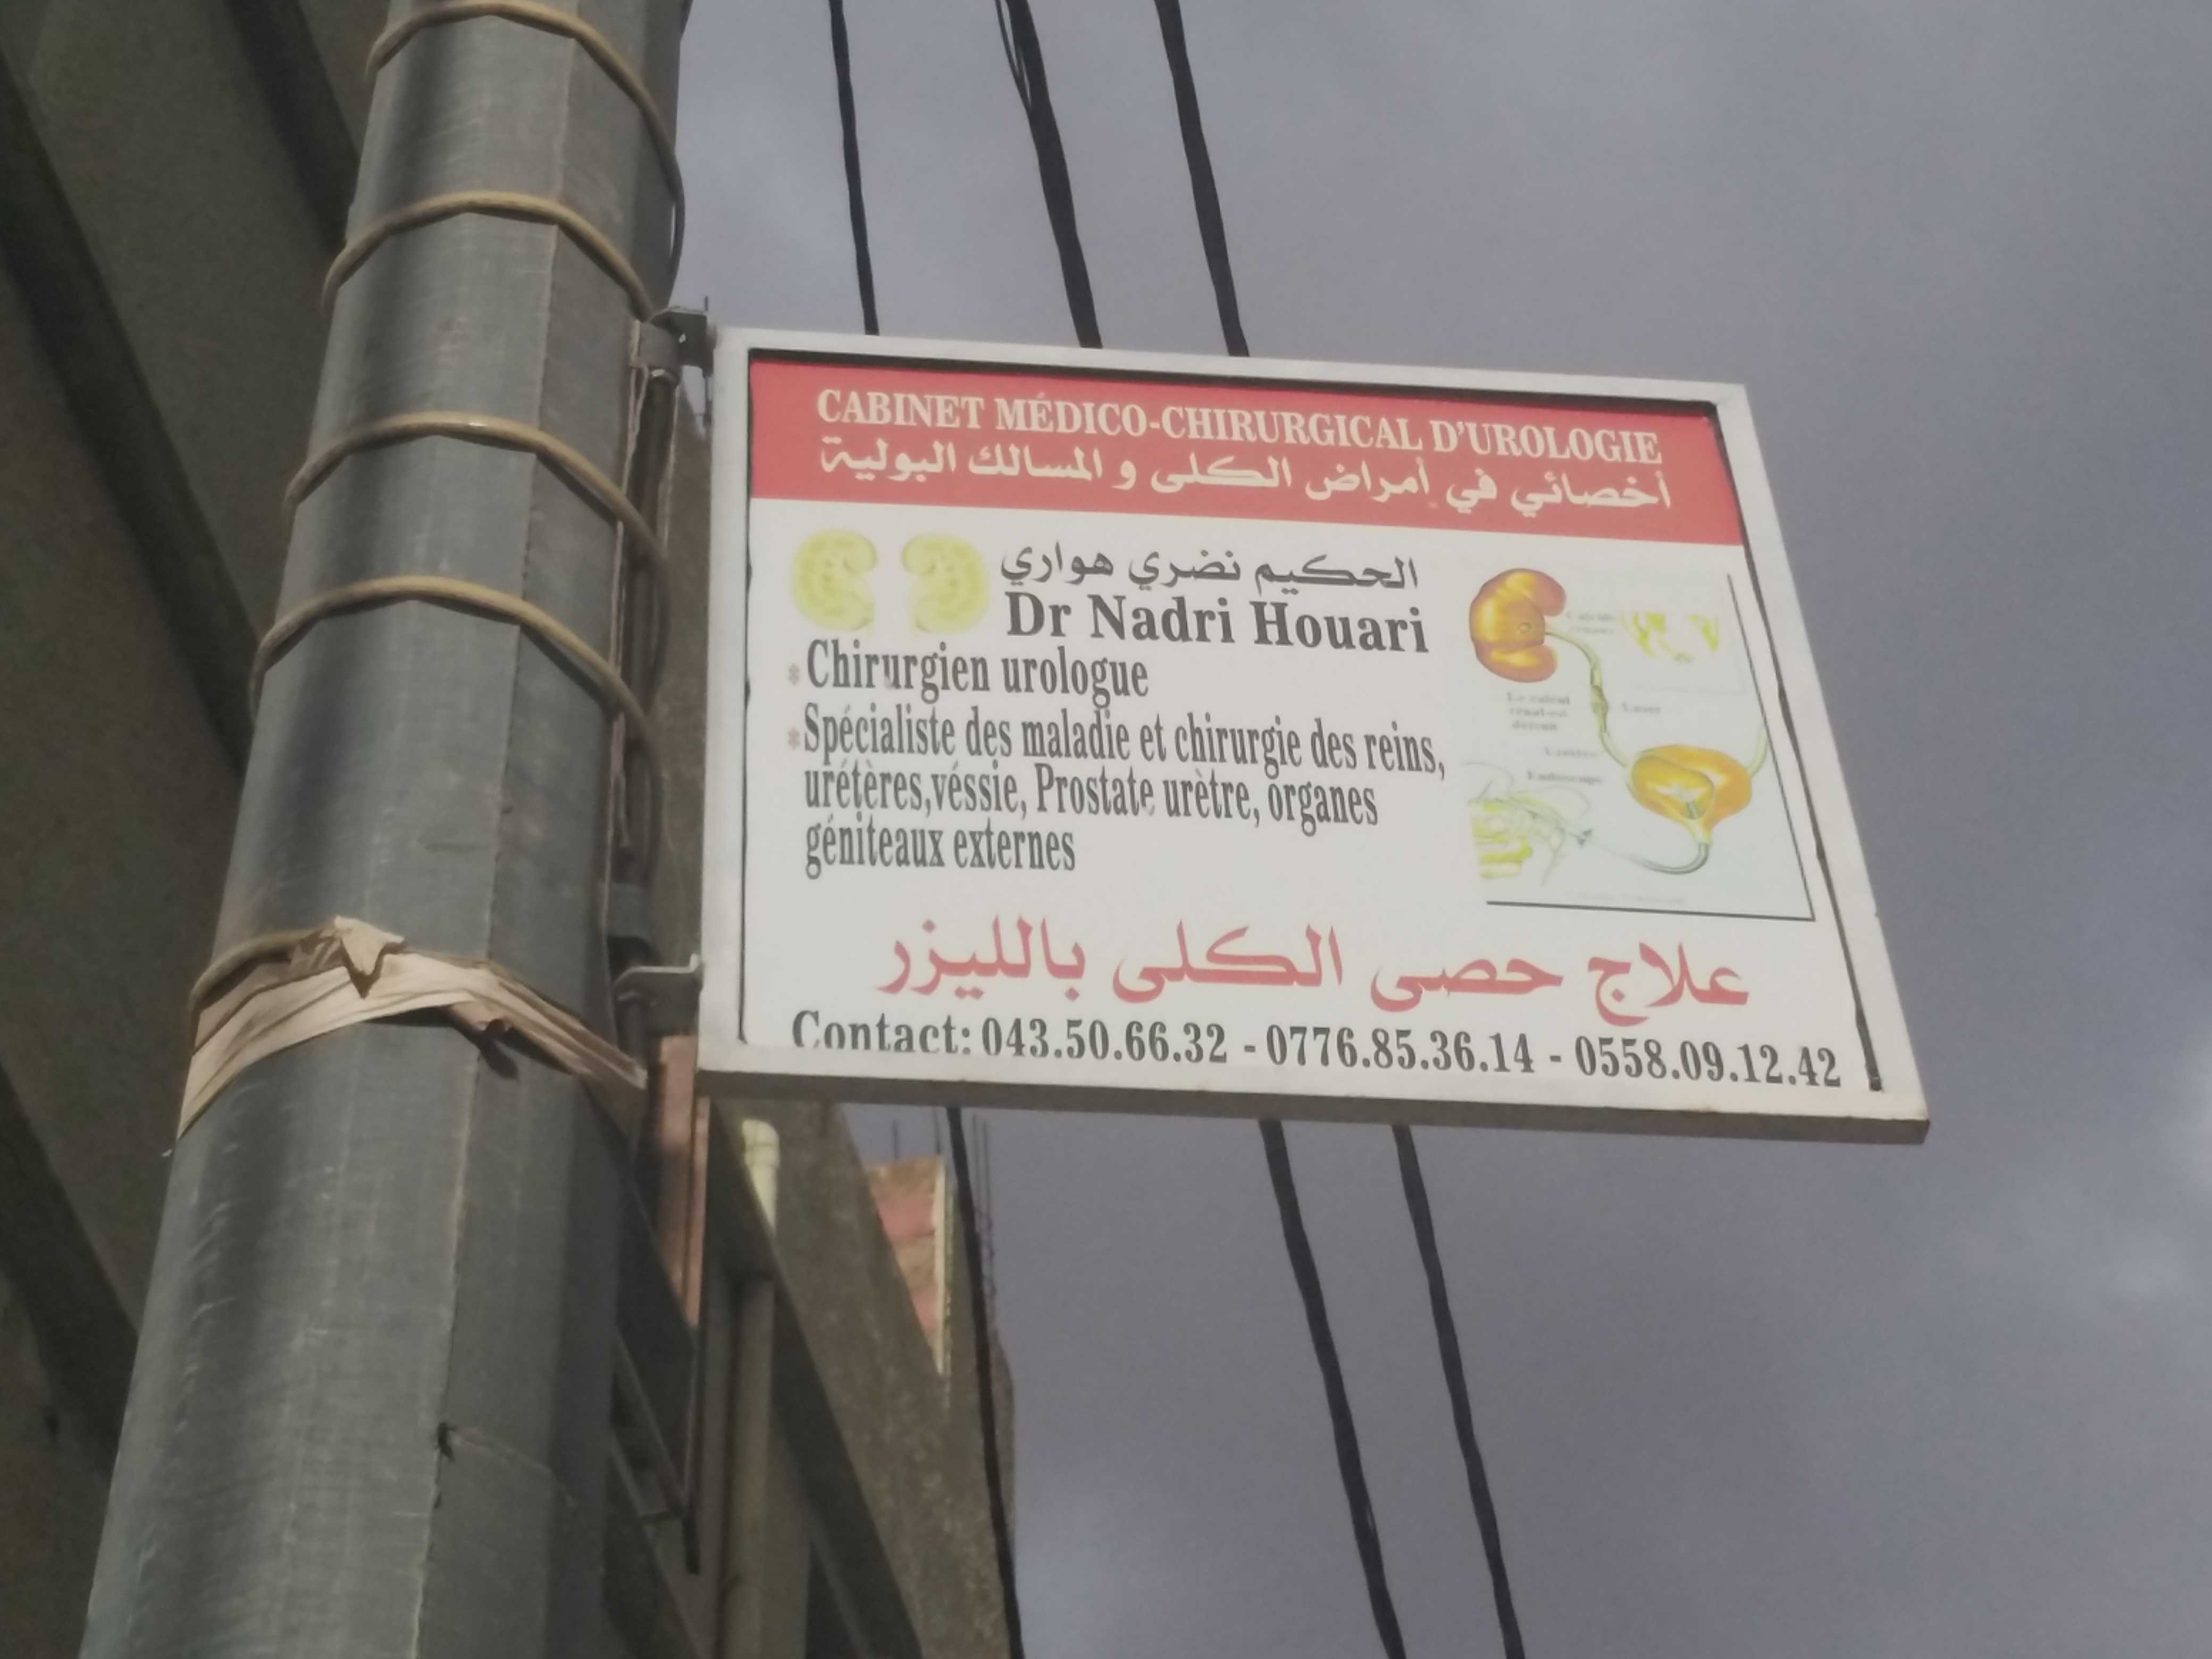 CABINET MÉDICO-CHIRURGICAL D'UROLOGIE
أخصائي في أمراض الكلى و المسالك البولية
الحكيم نضري هواري
Dr Nadri Houari
*Chirurgien urologue
*Spécialiste des maladie et chirurgie des reins,
urétères,véssie, Prostate urètre, organes
géniteaux externes
Laser
علاج حصى الكلى بالليزر
Contact: 043.50.66.32 - 0776.85.36.14 - 0558.09.12.42